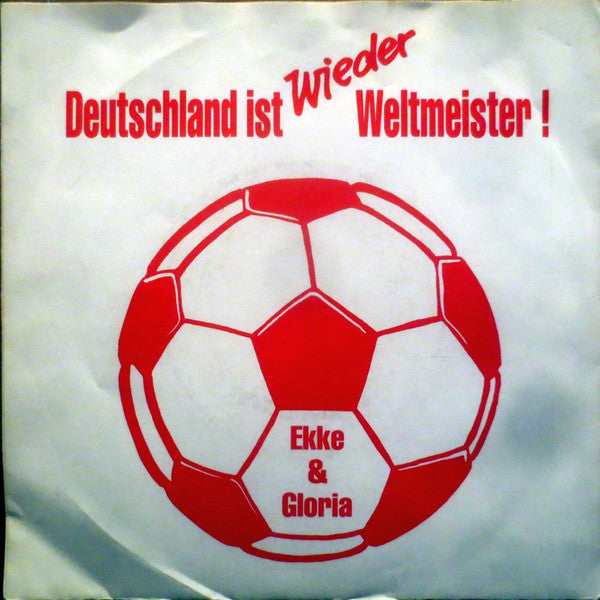 Deutschland ist Wieder Weltmeister !
Ekke
&
Gloria